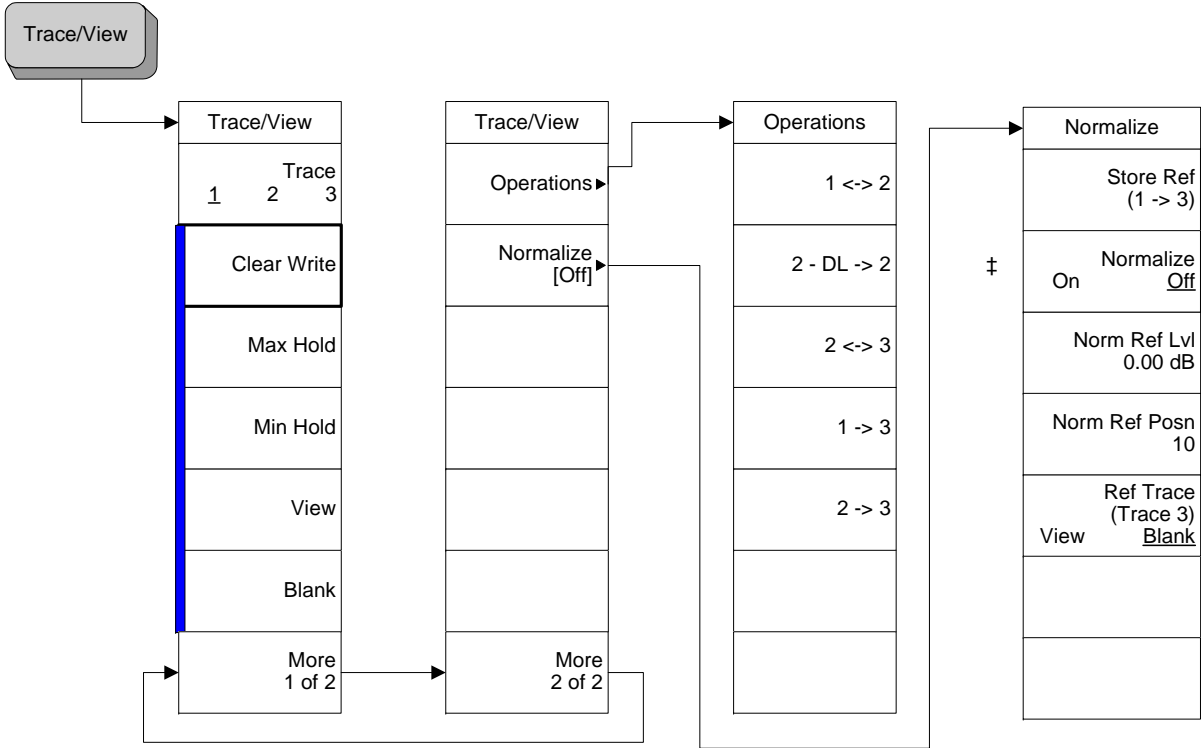 Trace/View
Trace/View
Trace
1 2 3
Clear Write
Max Hold
Min Hold
View
Blank
More
1 of 2
Trace/View
Operations
Normalize
[Off]
More
2 of 2
Operations
1 <-> 2
2 - DL -> 2
2 <-> 3
1 -> 3
2 -> 3
‡
Normalize
Store Ref
(1 -> 3)
Normalize
On Off
Norm Ref Lvl
0.00 dB
Norm Ref Posn
10
Ref Trace
(Trace 3)
View Blank